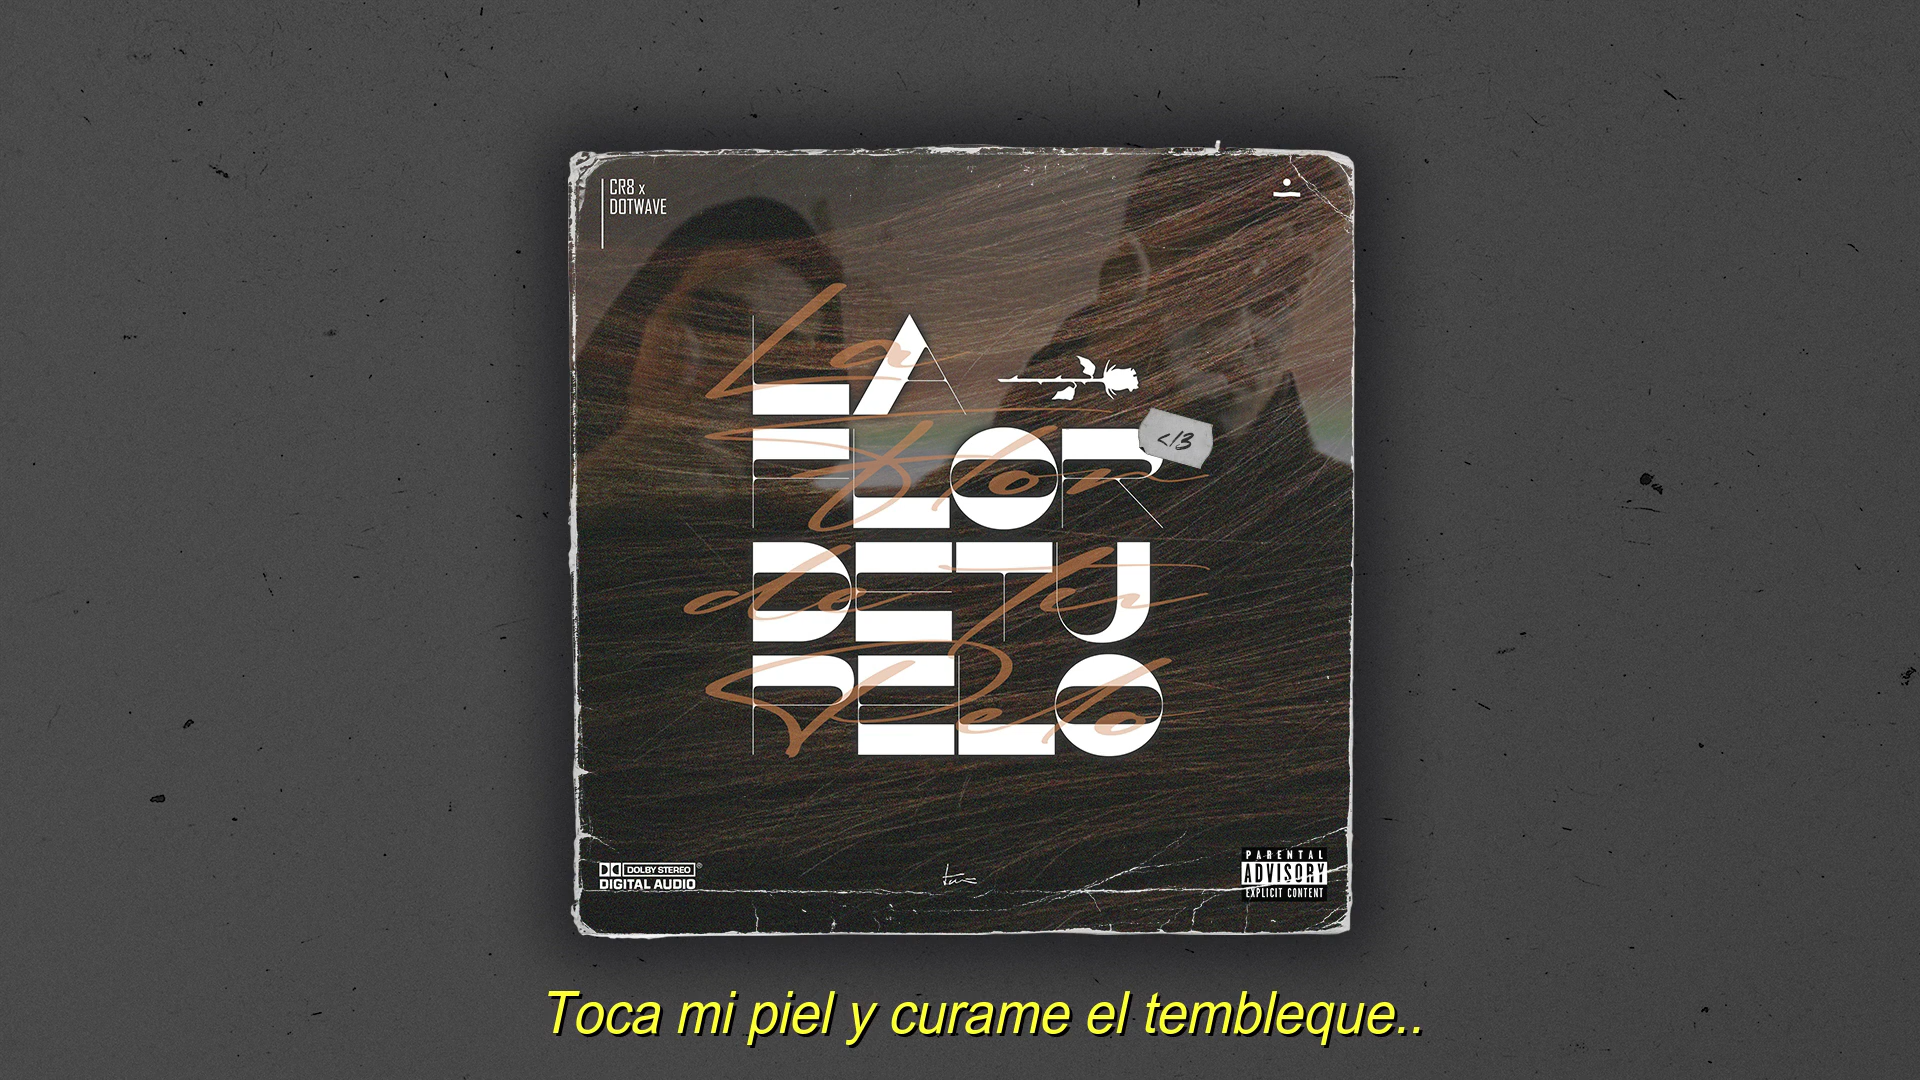 CR8 x
DOTWAVE
LA
La
FLOR
Flor
</3
DE TU
de Tu
PELO
Pelo
DOLBY STEREO
DIGITAL AUDIO
PARENTAL
ADVISORY
EXPLICIT CONTENT
Toca mi piel y curame el tembleque..